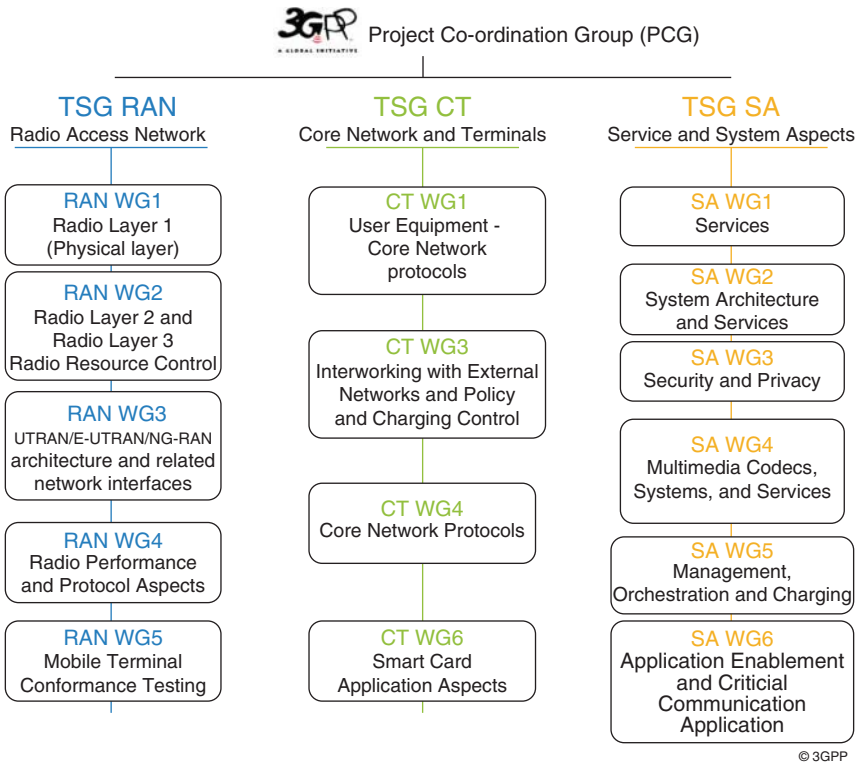 3GPP
A GLOBAL INITIATIVE
Project Co-ordination Group (PCG)
TSG RAN
Radio Access Network
RAN WG1
Radio Layer 1
(Physical layer)
RAN WG2
Radio Layer 2 and
Radio Layer 3
Radio Resource Control
RAN WG3
UTRAN/E-UTRAN/NG-RAN
architecture and related
network interfaces
RAN WG4
Radio Performance
and Protocol Aspects
RAN WG5
Mobile Terminal
Conformance Testing
TSG CT
Core Network and Terminals
CT WG1
User Equipment -
Core Network
protocols
CT WG3
Interworking with External
Networks and Policy
and Charging Control
CT WG4
Core Network Protocols
CT WG6
Smart Card
Application Aspects
TSG SA
Service and System Aspects
SA WG1
Services
SA WG2
System Architecture
and Services
SA WG3
Security and Privacy
SA WG4
Multimedia Codecs,
Systems, and Services
SA WG5
Management,
Orchestration and Charging
SA WG6
Application Enablement
and Criticial
Communication
Application
© 3GPP